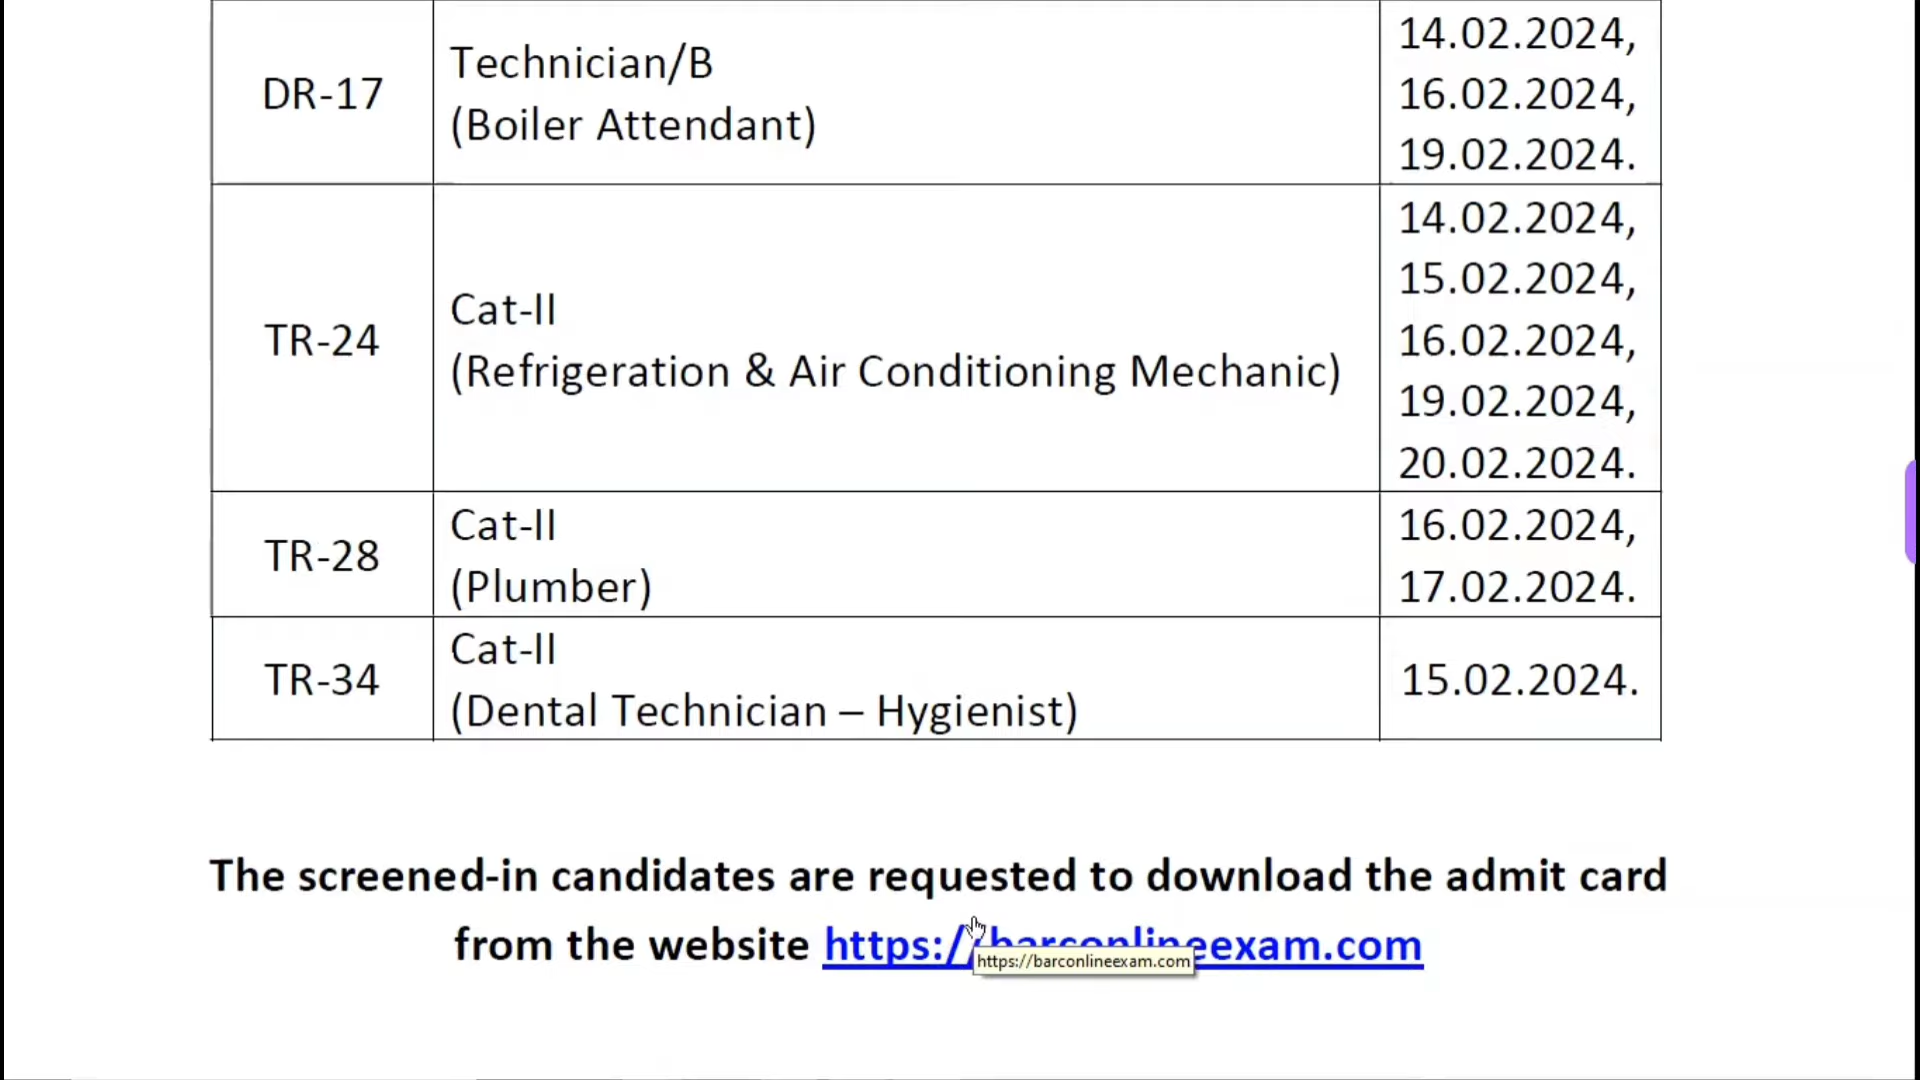 DR-17
Technician/B
(Boiler Attendant)
14.02.2024,
16.02.2024,
19.02.2024.
TR-24
Cat-II
(Refrigeration & Air Conditioning Mechanic)
14.02.2024,
15.02.2024,
16.02.2024,
19.02.2024,
20.02.2024.
TR-28
Cat-II
(Plumber)
16.02.2024,
17.02.2024.
TR-34
Cat-II
(Dental Technician – Hygienist)
15.02.2024.
The screened-in candidates are requested to download the admit card
from the website https://barconlineexam.com
https://barconlineexam.com